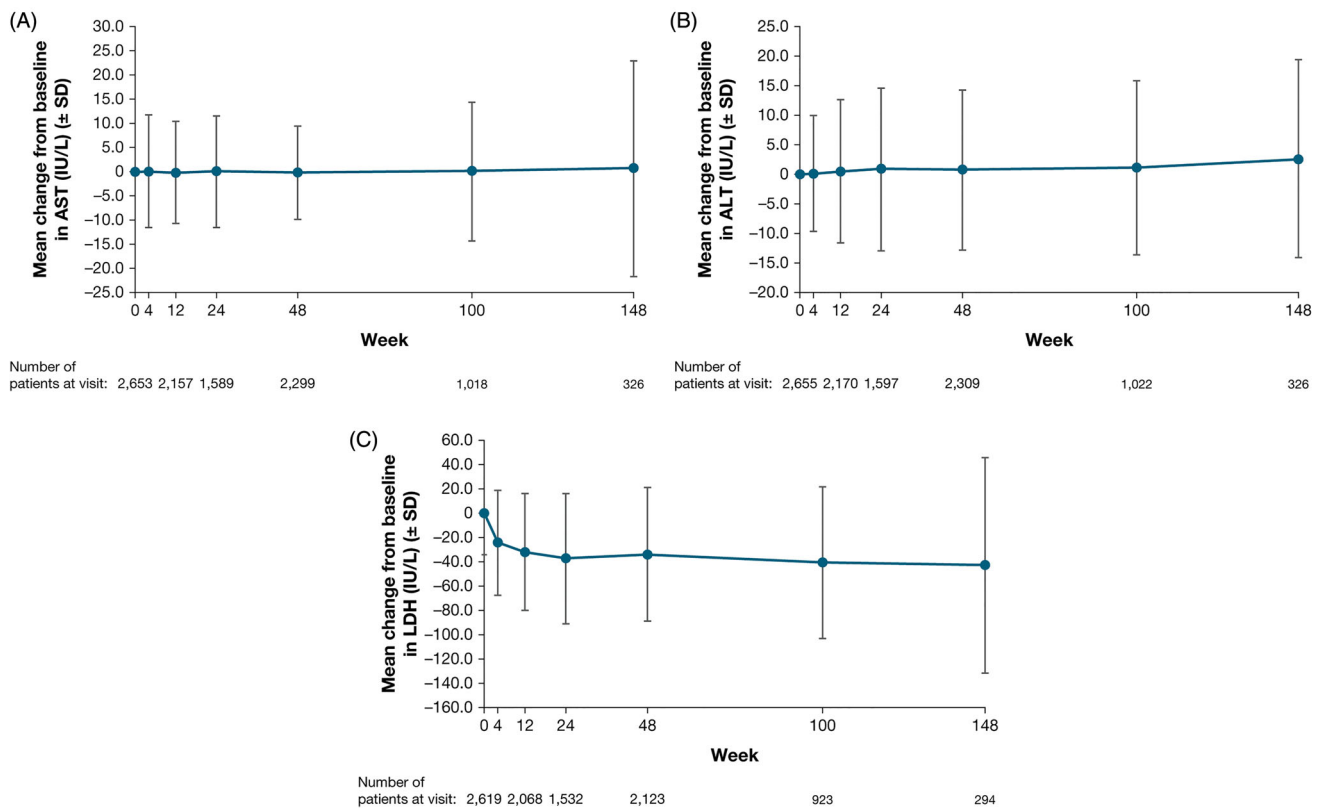 (A)
Mean change from baseline
in AST (IU/L) (± SD)
30.0
25.0
20.0
15.0
10.0
5.0
0
−5.0
−10.0
−15.0
−20.0
−25.0
0 4 12 24 48 100 148
Week
Number of
patients at visit: 2,653 2,157 1,589 2,299 1,018 326
(B)
Mean change from baseline
in ALT (IU/L) (± SD)
25.0
20.0
15.0
10.0
5.0
0
−5.0
−10.0
−15.0
−20.0
0 4 12 24 48 100 148
Week
Number of
patients at visit: 2,655 2,170 1,597 2,309 1,022 326
(C)
Mean change from baseline
in LDH (IU/L) (± SD)
60.0
40.0
20.0
0
−20.0
−40.0
−60.0
−80.0
−100.0
−120.0
−140.0
−160.0
0 4 12 24 48 100 148
Week
Number of
patients at visit: 2,619 2,068 1,532 2,123 923 294